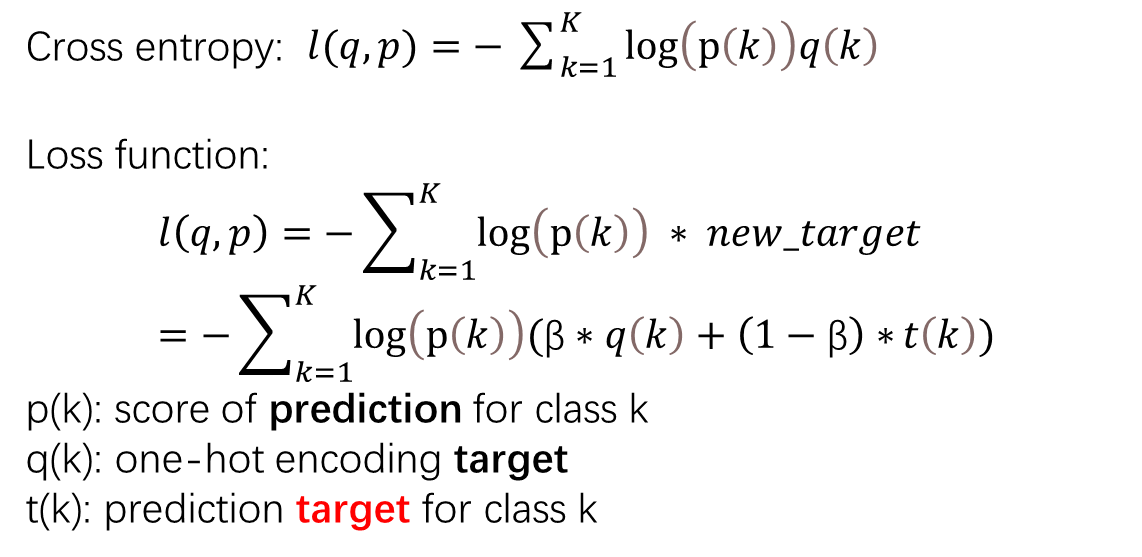 Cross entropy: l(q,p) = − ∑_{k=1}^{K} log(p(k))q(k)
Loss function:
l(q,p) = − ∑_{k=1}^{K} log(p(k)) * new_target
= − ∑_{k=1}^{K} log(p(k))(β * q(k) + (1 − β) * t(k))
p(k): score of prediction for class k
q(k): one-hot encoding target
t(k): prediction target for class k